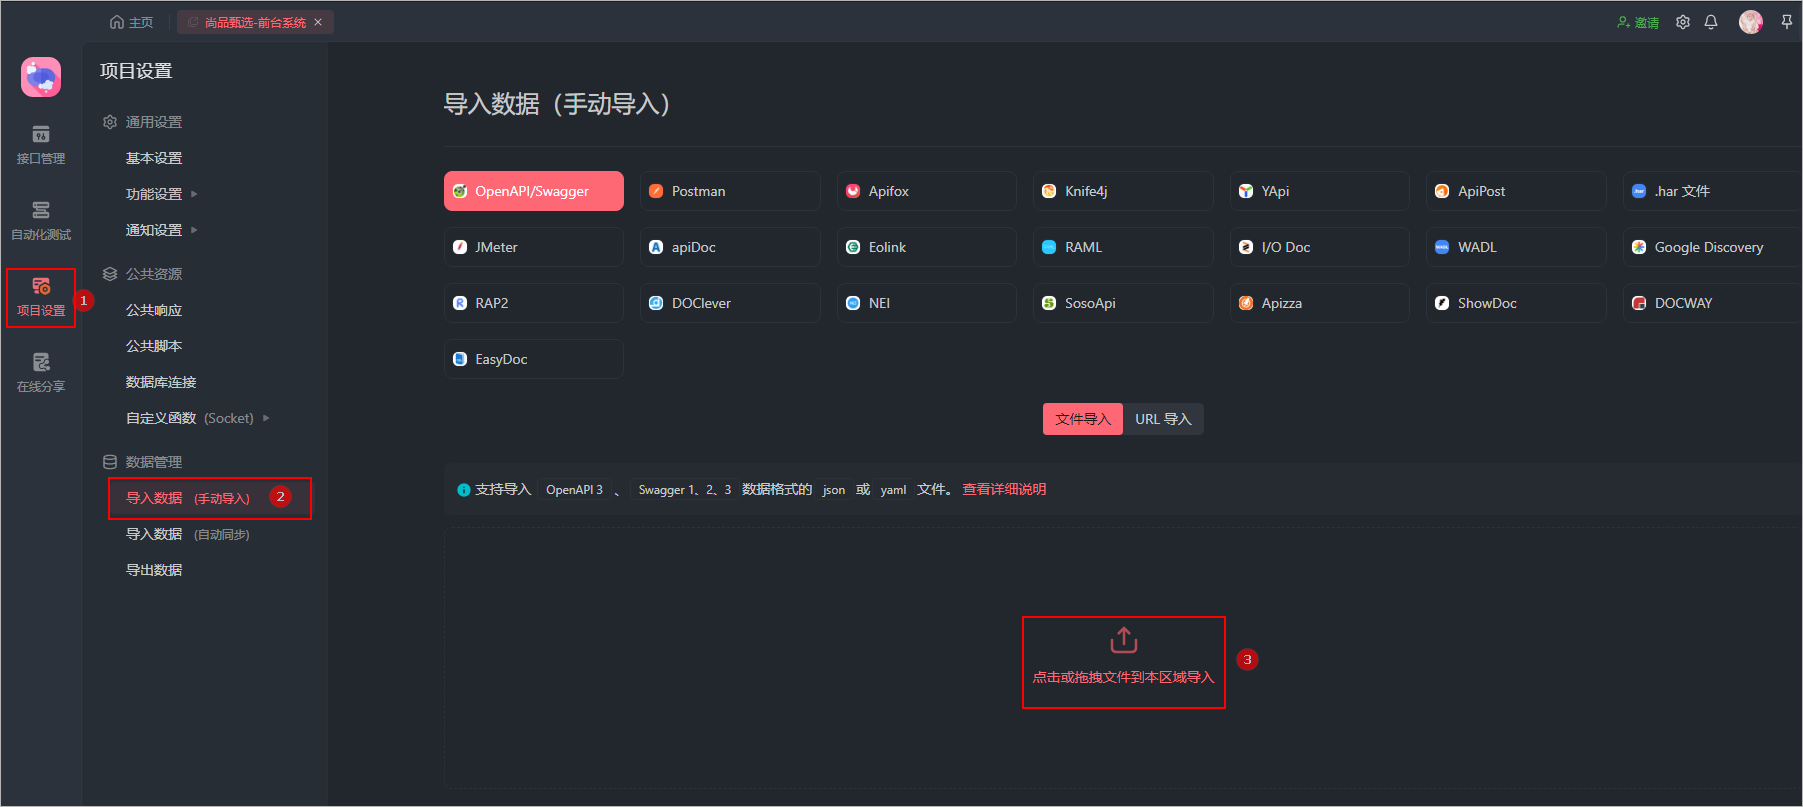 主页
尚品甄选-前台系统
邀请
接口管理
自动化测试
项目设置
1
在线分享
项目设置
通用设置
基本设置
功能设置
通知设置
公共资源
公共响应
公共脚本
数据库连接
自定义函数 (Socket)
数据管理
导入数据 (手动导入)
2
导入数据 (自动同步)
导出数据
导入数据（手动导入）
OpenAPI/Swagger
Postman
Apifox
Knife4j
YApi
ApiPost
.har 文件
JMeter
apiDoc
Eolink
RAML
I/O Doc
WADL
Google Discovery
RAP2
DOClever
NEI
SosoApi
Apizza
ShowDoc
DOCWAY
EasyDoc
文件导入
URL 导入
支持导入 OpenAPI 3 、 Swagger 1、2、3 数据格式的 json 或 yaml 文件。 查看详细说明
点击或拖拽文件到本区域导入
3